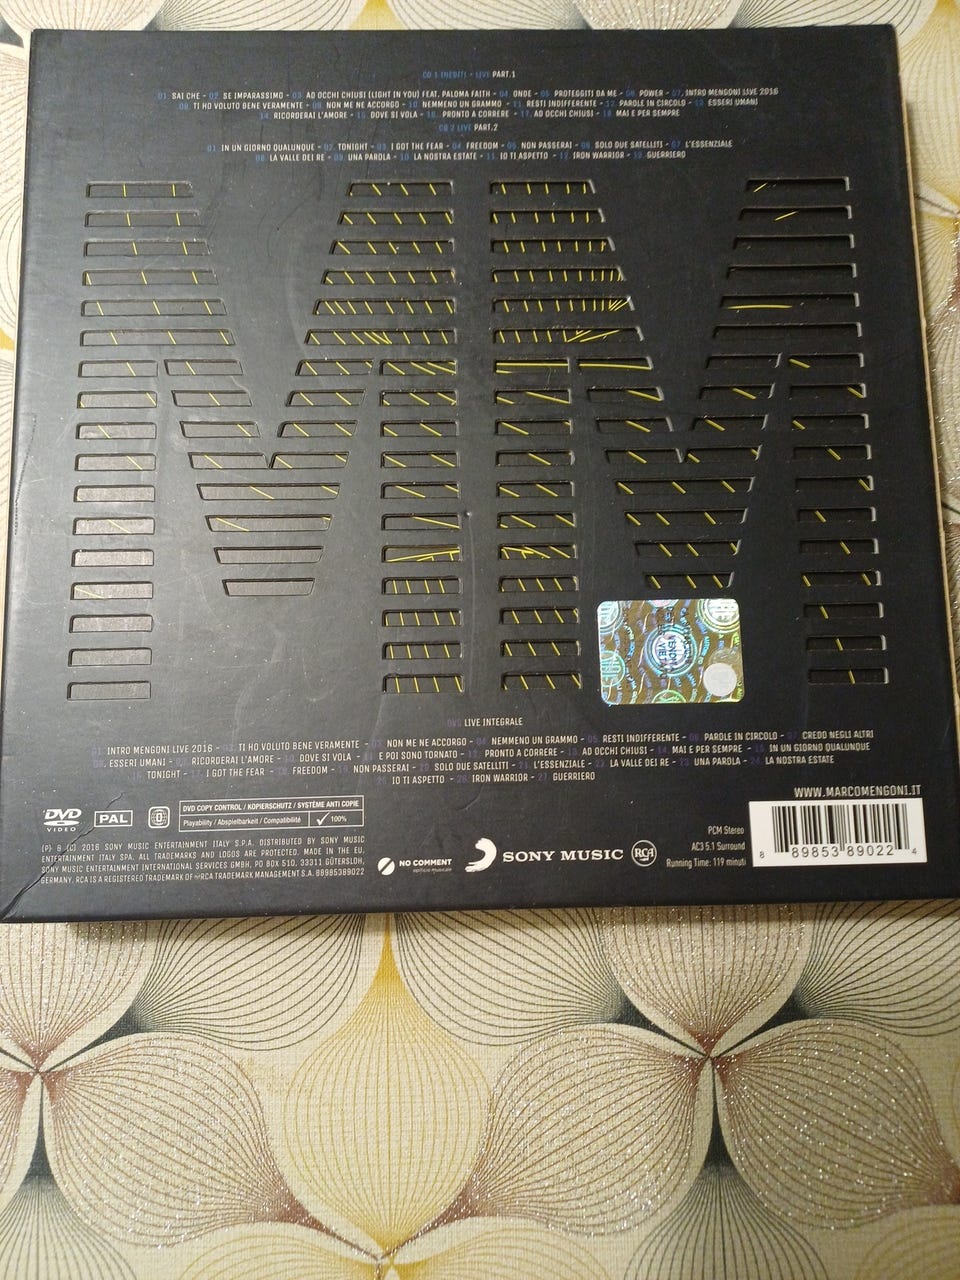 CD 1 INEDITI - LIVE PART.1
01. SAI CHE - 02. SE IMPARASSIMO - 03. AD OCCHI CHIUSI (LIGHT IN YOU) FEAT. PALOMA FAITH - 04. ONDE - 05. PROTEGGITI DA ME - 06. POWER - 07. INTRO MENGONI LIVE 2016
08. TI HO VOLUTO BENE VERAMENTE - 09. NON ME NE ACCORGO - 10. NEMMENO UN GRAMMO - 11. RESTI INDIFFERENTE - 12. PAROLE IN CIRCOLO - 13. ESSERI UMANI
14. RICORDERAI L'AMORE - 15. DOVE SI VOLA - 16. PRONTO A CORRERE - 17. AD OCCHI CHIUSI - 18. MAI E PER SEMPRE
CD 2 LIVE PART.2
01. IN UN GIORNO QUALUNQUE - 02. TONIGHT - 03. I GOT THE FEAR - 04. FREEDOM - 05. NON PASSERAI - 06. SOLO DUE SATELLITI - 07. L'ESSENZIALE
08. LA VALLE DEI RE - 09. UNA PAROLA - 10. LA NOSTRA ESTATE - 11. IO TI ASPETTO - 12. IRON WARRIOR - 13. GUERRIERO
DVD LIVE INTEGRALE
01. INTRO MENGONI LIVE 2016 - 02. TI HO VOLUTO BENE VERAMENTE - 03. NON ME NE ACCORGO - 04. NEMMENO UN GRAMMO - 05. RESTI INDIFFERENTE - 06. PAROLE IN CIRCOLO - 07. CREDO NEGLI ALTRI
08. ESSERI UMANI - 09. RICORDERAI L'AMORE - 10. DOVE SI VOLA - 11. E POI SONO TORNATO - 12. PRONTO A CORRERE - 13. AD OCCHI CHIUSI - 14. MAI E PER SEMPRE - 15. IN UN GIORNO QUALUNQUE
16. TONIGHT - 17. I GOT THE FEAR - 18. FREEDOM - 19. NON PASSERAI - 20. SOLO DUE SATELLITI - 21. L'ESSENZIALE - 22. LA VALLE DEI RE - 23. UNA PAROLA - 24. LA NOSTRA ESTATE
25. IO TI ASPETTO - 26. IRON WARRIOR - 27. GUERRIERO
WWW.MARCOMENGONI.IT
DVD VIDEO
PAL
0
DVD COPY CONTROL / KOPIERSCHUTZ / SYSTÈME ANTI COPIE
Playability / Abspielbarkeit / Compatibilité ✓ 100%
(P) & (C) 2016 SONY MUSIC ENTERTAINMENT ITALY S.P.A. DISTRIBUTED BY SONY MUSIC
ENTERTAINMENT ITALY SPA. ALL TRADEMARKS AND LOGOS ARE PROTECTED. MADE IN THE EU.
SONY MUSIC ENTERTAINMENT INTERNATIONAL SERVICES GMBH, PO BOX 510, 33311 GÜTERSLOH,
GERMANY. RCA IS A REGISTERED TRADEMARK OF RCA TRADEMARK MANAGEMENT S.A. 88985389022
NO COMMENT
opificio musicale
SONY MUSIC
RCA
PCM Stereo
AC3 5.1 Surround
Running Time: 119 minuti
8 89853 89022 4